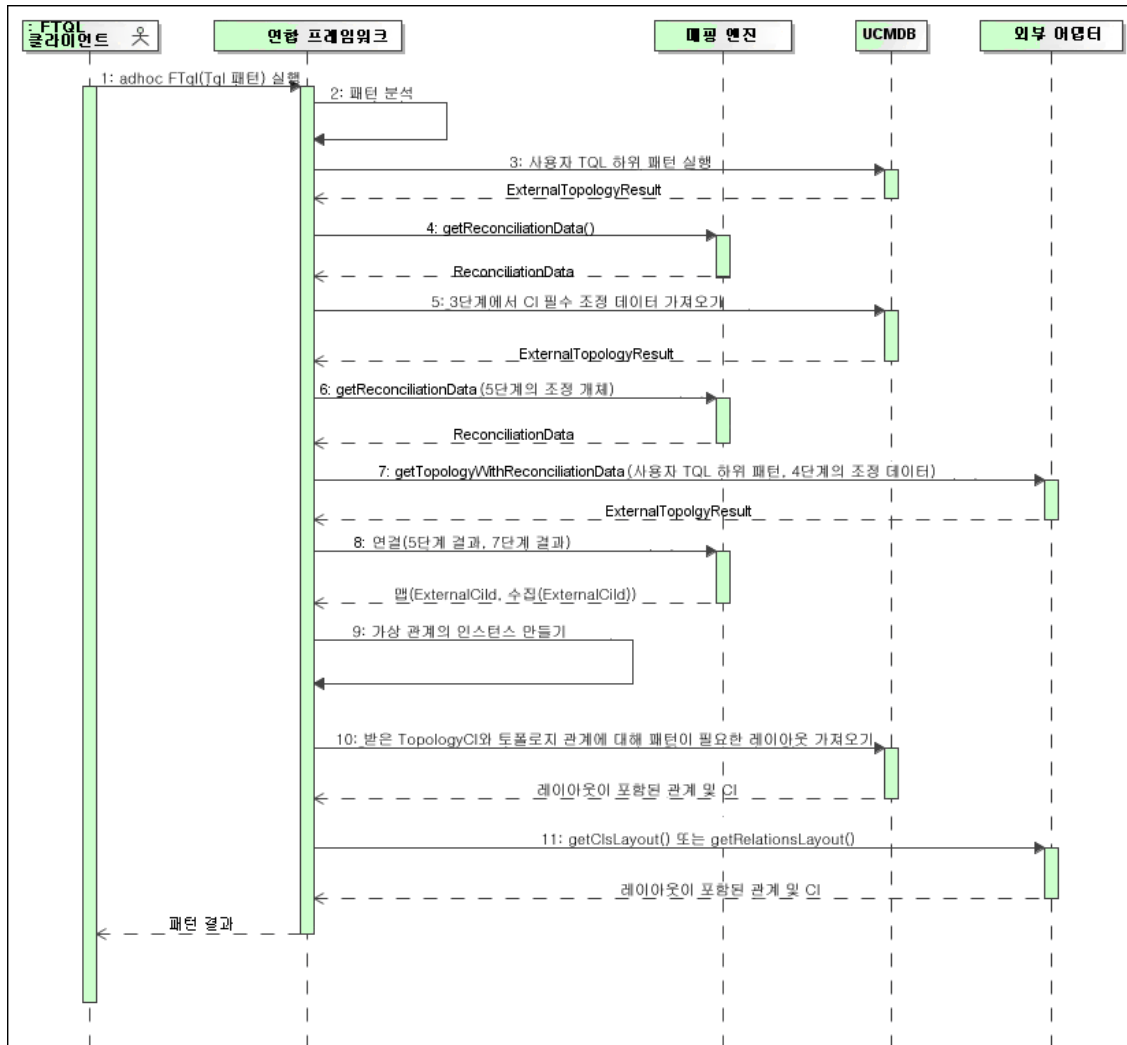 : FTQL
클라이언트
연합 프레임워크
매핑 엔진
UCMDB
외부 어댑터
1: adhoc FTql(Tql 패턴) 실행
2: 패턴 분석
3: 사용자 TQL 하위 패턴 실행
ExternalTopologyResult
4: getReconciliationData()
ReconciliationData
5: 3단계에서 CI 필수 조정 데이터 가져오기
ExternalTopologyResult
6: getReconciliationData (5단계의 조정 개체)
ReconciliationData
7: getTopologyWithReconciliationData (사용자 TQL 하위 패턴, 4단계의 조정 데이터)
ExternalTopolgyResult
8: 연결(5단계 결과, 7단계 결과)
맵(ExternalCiId, 수집(ExternalCiId))
9: 가상 관계의 인스턴스 만들기
10: 받은 TopologyCI와 토폴로지 관계에 대해 패턴이 필요한 레이아웃 가져오기
레이아웃이 포함된 관계 및 CI
11: getCIsLayout() 또는 getRelationsLayout()
레이아웃이 포함된 관계 및 CI
패턴 결과